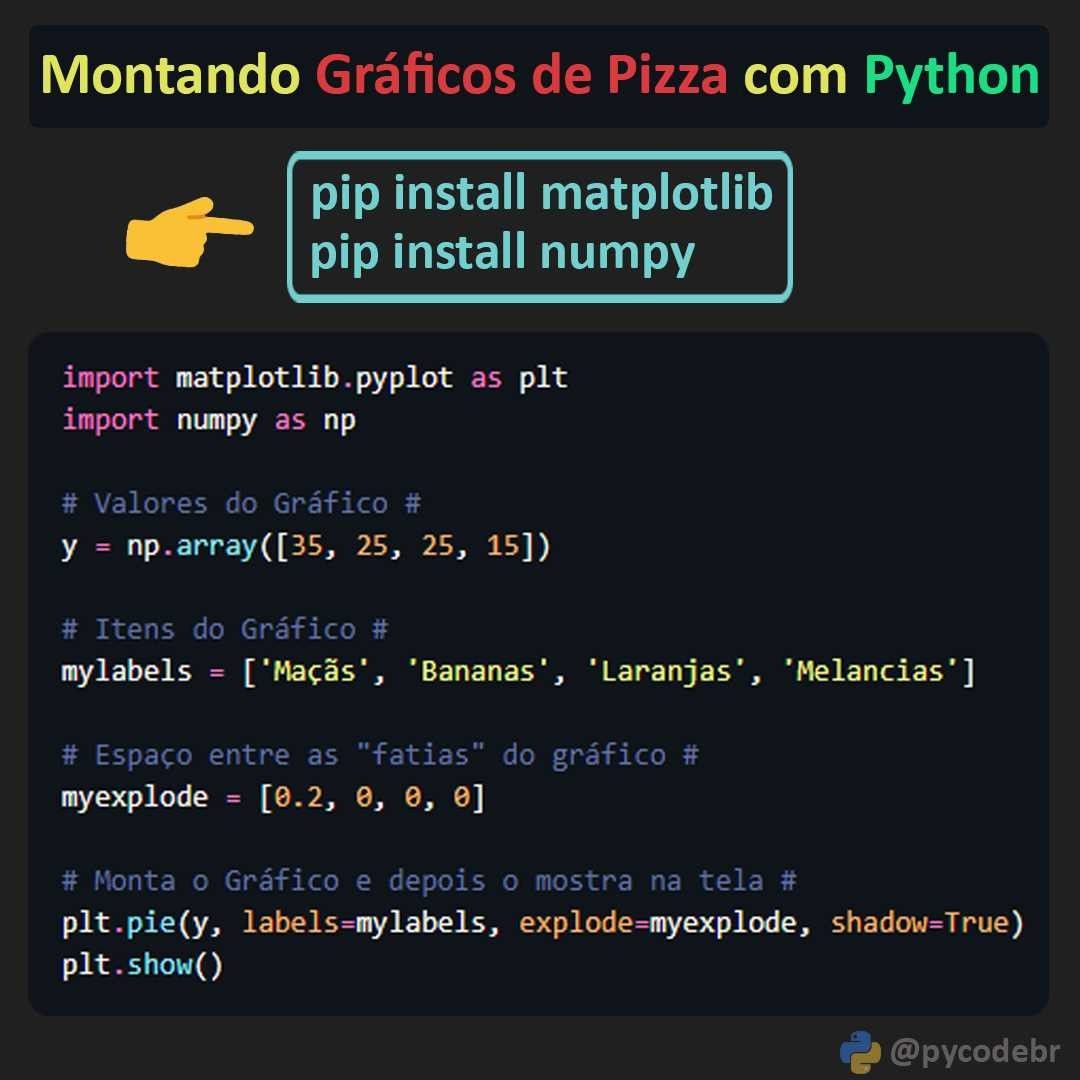 Montando Gráficos de Pizza com Python
pip install matplotlib
pip install numpy
import matplotlib.pyplot as plt
import numpy as np
# Valores do Gráfico #
y = np.array([35, 25, 25, 15])
# Itens do Gráfico #
mylabels = ['Maçãs', 'Bananas', 'Laranjas', 'Melancias']
# Espaço entre as "fatias" do gráfico #
myexplode = [0.2, 0, 0, 0]
# Monta o Gráfico e depois o mostra na tela #
plt.pie(y, labels=mylabels, explode=myexplode, shadow=True)
plt.show()
@pycodebr